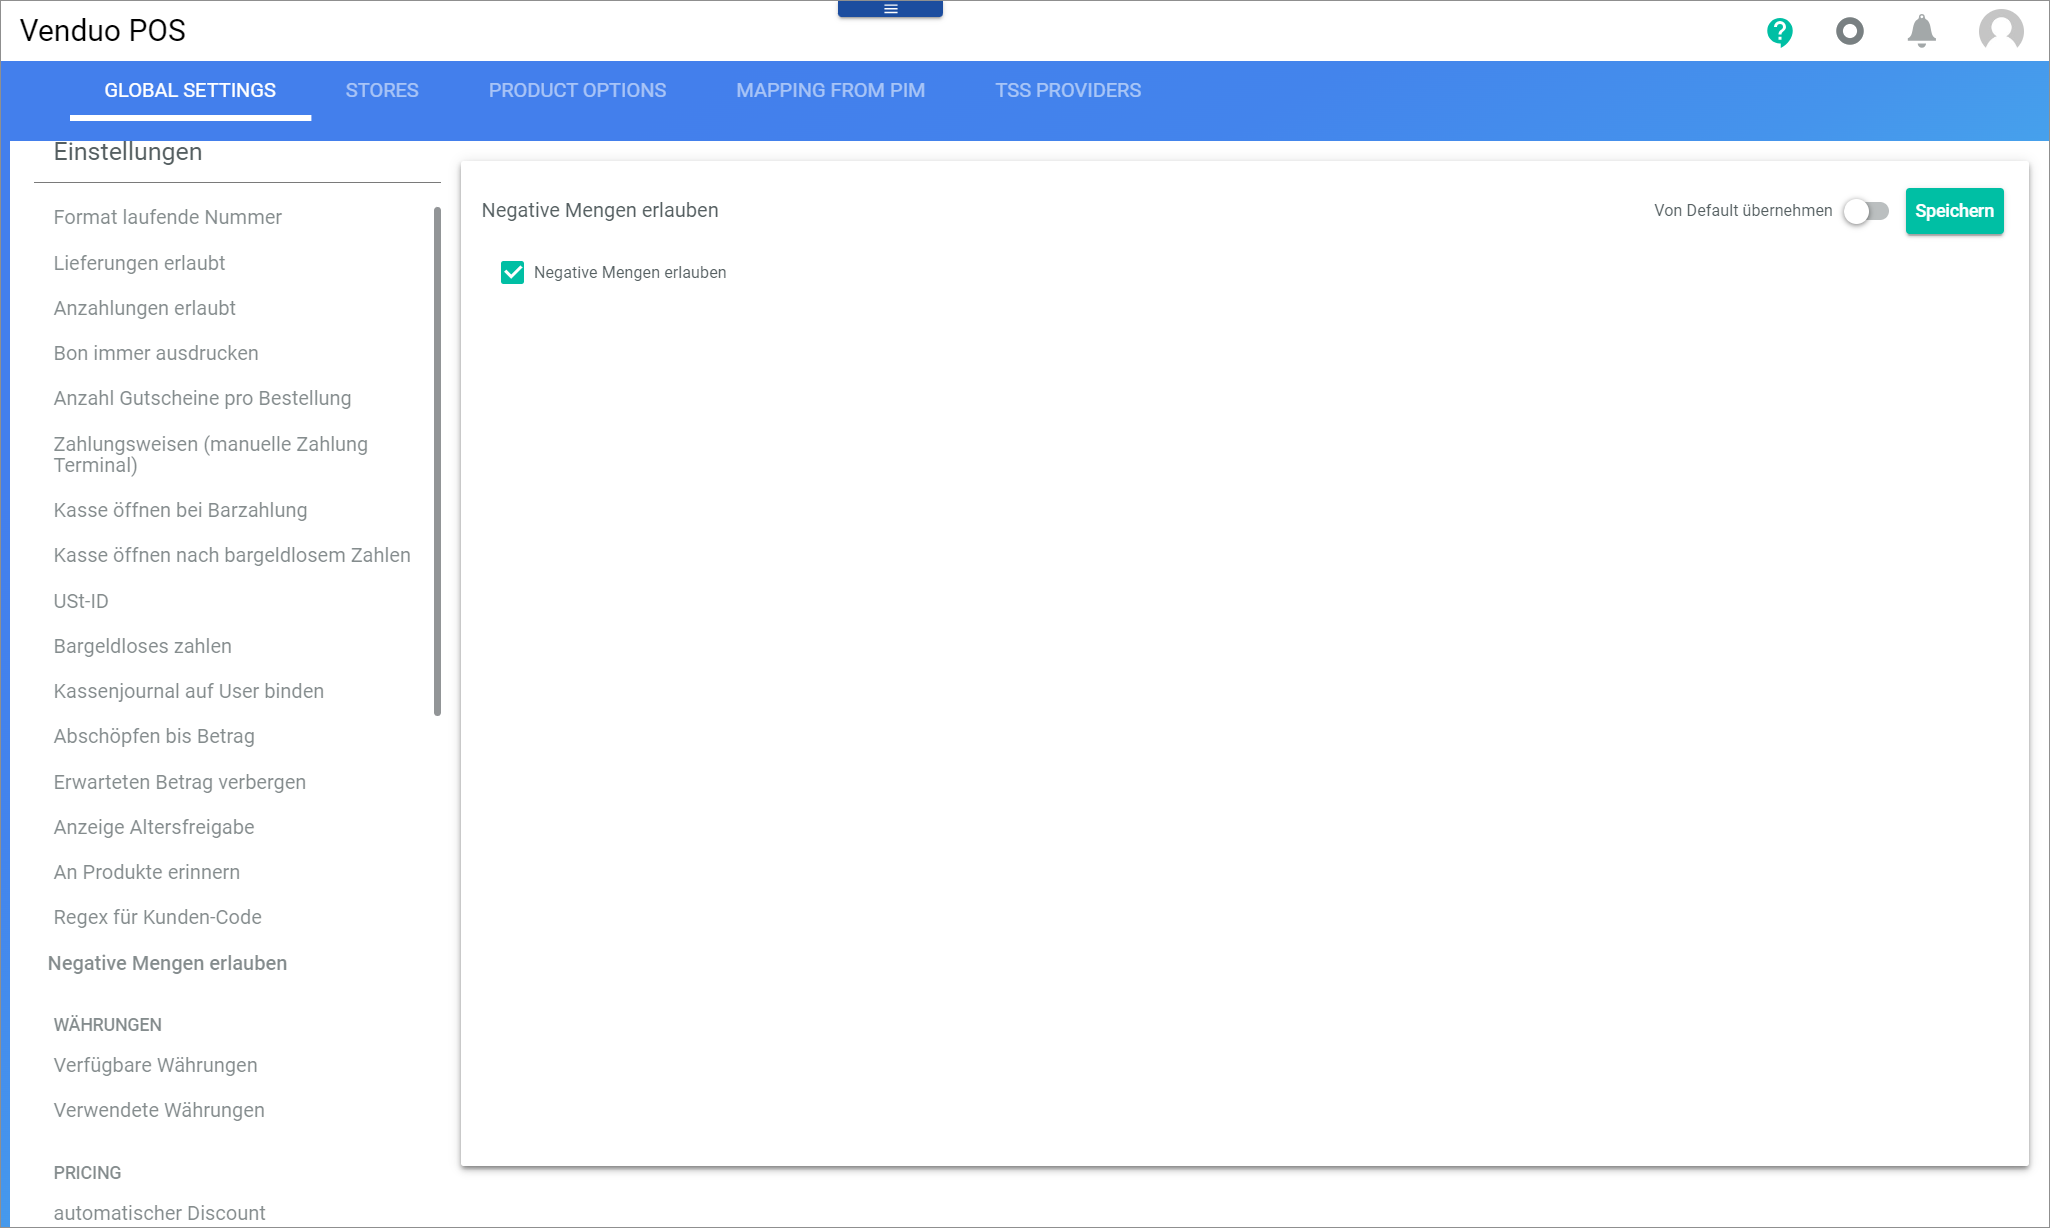 Venduo POS
GLOBAL SETTINGS
STORES
PRODUCT OPTIONS
MAPPING FROM PIM
TSS PROVIDERS
Einstellungen
Format laufende Nummer
Lieferungen erlaubt
Anzahlungen erlaubt
Bon immer ausdrucken
Anzahl Gutscheine pro Bestellung
Zahlungsweisen (manuelle Zahlung
Terminal)
Kasse öffnen bei Barzahlung
Kasse öffnen nach bargeldlosem Zahlen
USt-ID
Bargeldloses zahlen
Kassenjournal auf User binden
Abschöpfen bis Betrag
Erwarteten Betrag verbergen
Anzeige Altersfreigabe
An Produkte erinnern
Regex für Kunden-Code
Negative Mengen erlauben
WÄHRUNGEN
Verfügbare Währungen
Verwendete Währungen
PRICING
automatischer Discount
Negative Mengen erlauben
Von Default übernehmen
Speichern
Negative Mengen erlauben